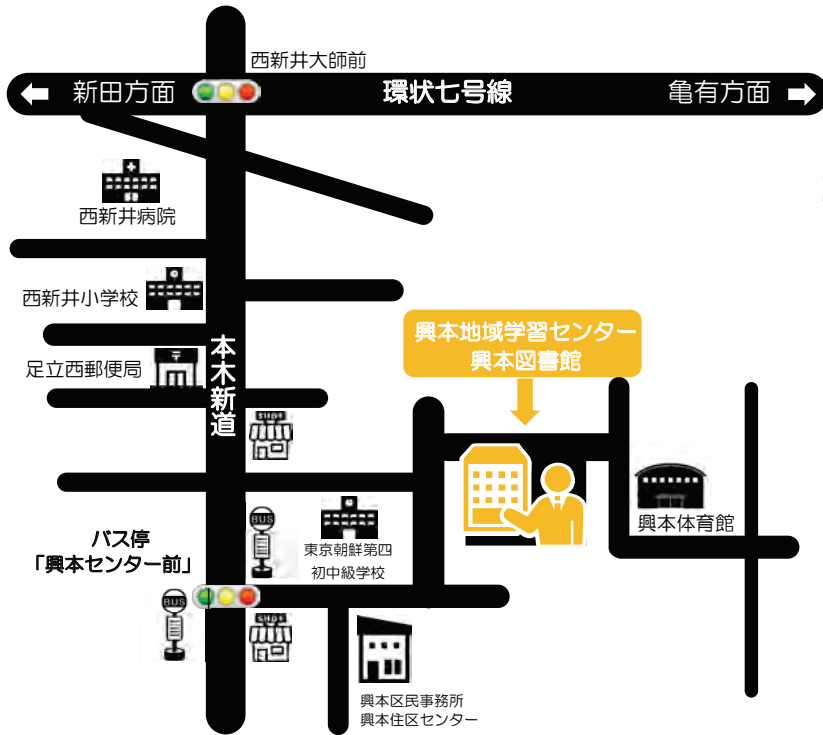 西新井大師前
新田方面
環状七号線
亀有方面
西新井病院
西新井小学校
足立西郵便局
本木新道
SHOP
興本地域学習センター
興本図書館
興本体育館
BUS
バス停
「興本センター前」
東京朝鮮第四
初中級学校
BUS
SHOP
興本区民事務所
興本住区センター